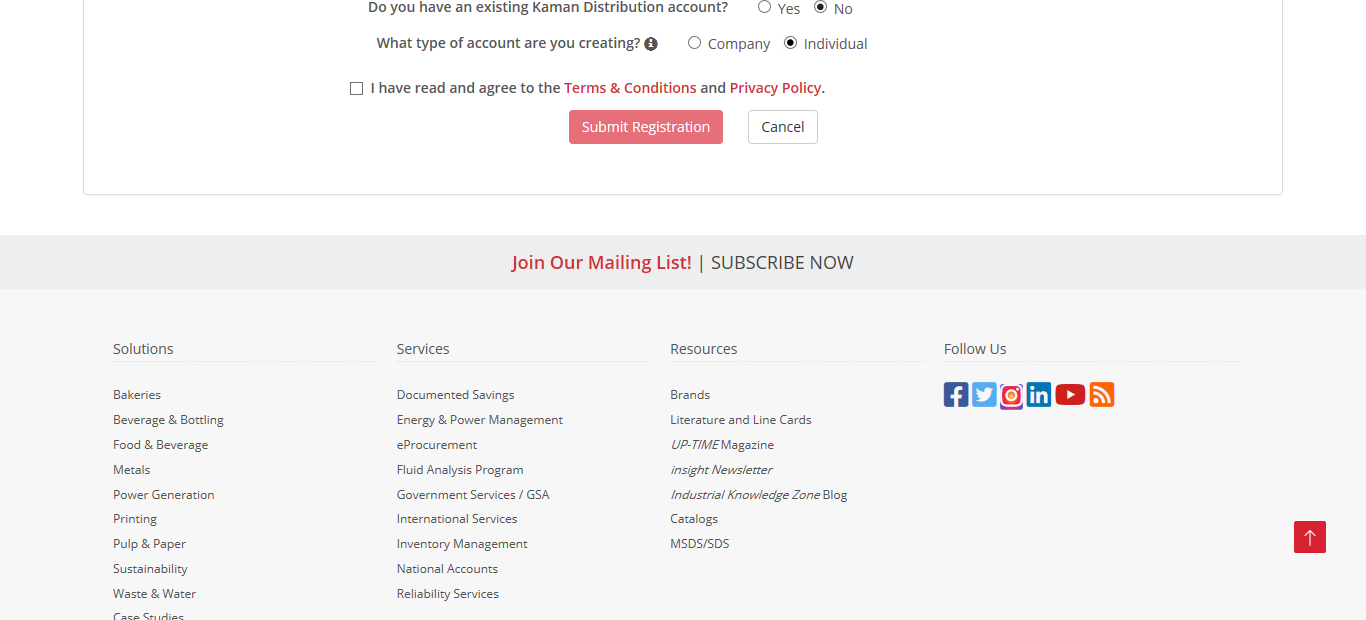 Do you have an existing Kaman Distribution account? Yes No
What type of account are you creating? Company Individual
I have read and agree to the Terms & Conditions and Privacy Policy.
Submit Registration Cancel
Join Our Mailing List! | SUBSCRIBE NOW
Solutions
Bakeries
Beverage & Bottling
Food & Beverage
Metals
Power Generation
Printing
Pulp & Paper
Sustainability
Waste & Water
Case Studies
Services
Documented Savings
Energy & Power Management
eProcurement
Fluid Analysis Program
Government Services / GSA
International Services
Inventory Management
National Accounts
Reliability Services
Resources
Brands
Literature and Line Cards
UP-TIME Magazine
insight Newsletter
Industrial Knowledge Zone Blog
Catalogs
MSDS/SDS
Follow Us